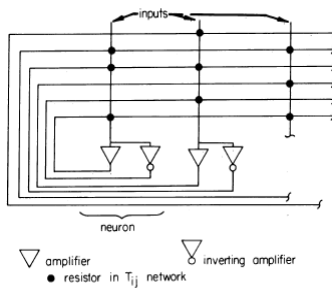 inputs
neuron
amplifier
inverting amplifier
resistor in Tij network